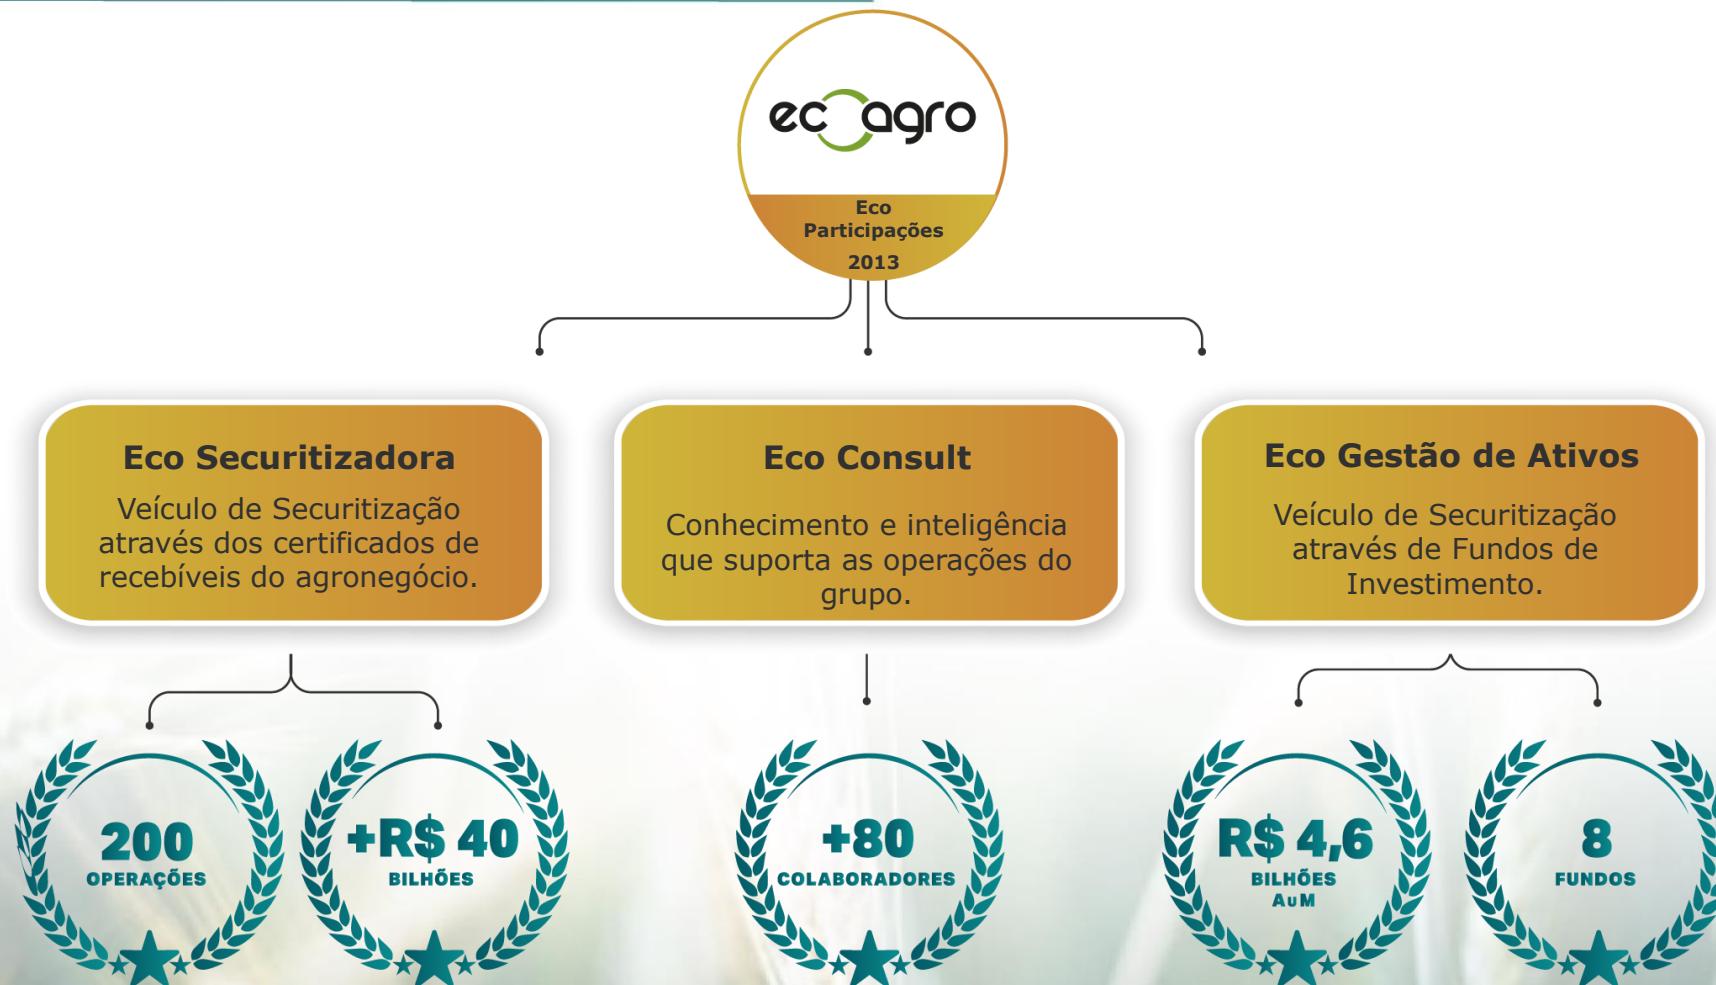 ecoagro
Eco
Participações
2013
Eco Securitizadora
Veículo de Securitização
através dos certificados de
recebíveis do agronegócio.
Eco Consult
Conhecimento e inteligência
que suporta as operações do
grupo.
Eco Gestão de Ativos
Veículo de Securitização
através de Fundos de
Investimento.
200
OPERAÇÕES
+R$ 40
BILHÕES
+80
COLABORADORES
R$ 4,6
BILHÕES
AuM
8
FUNDOS